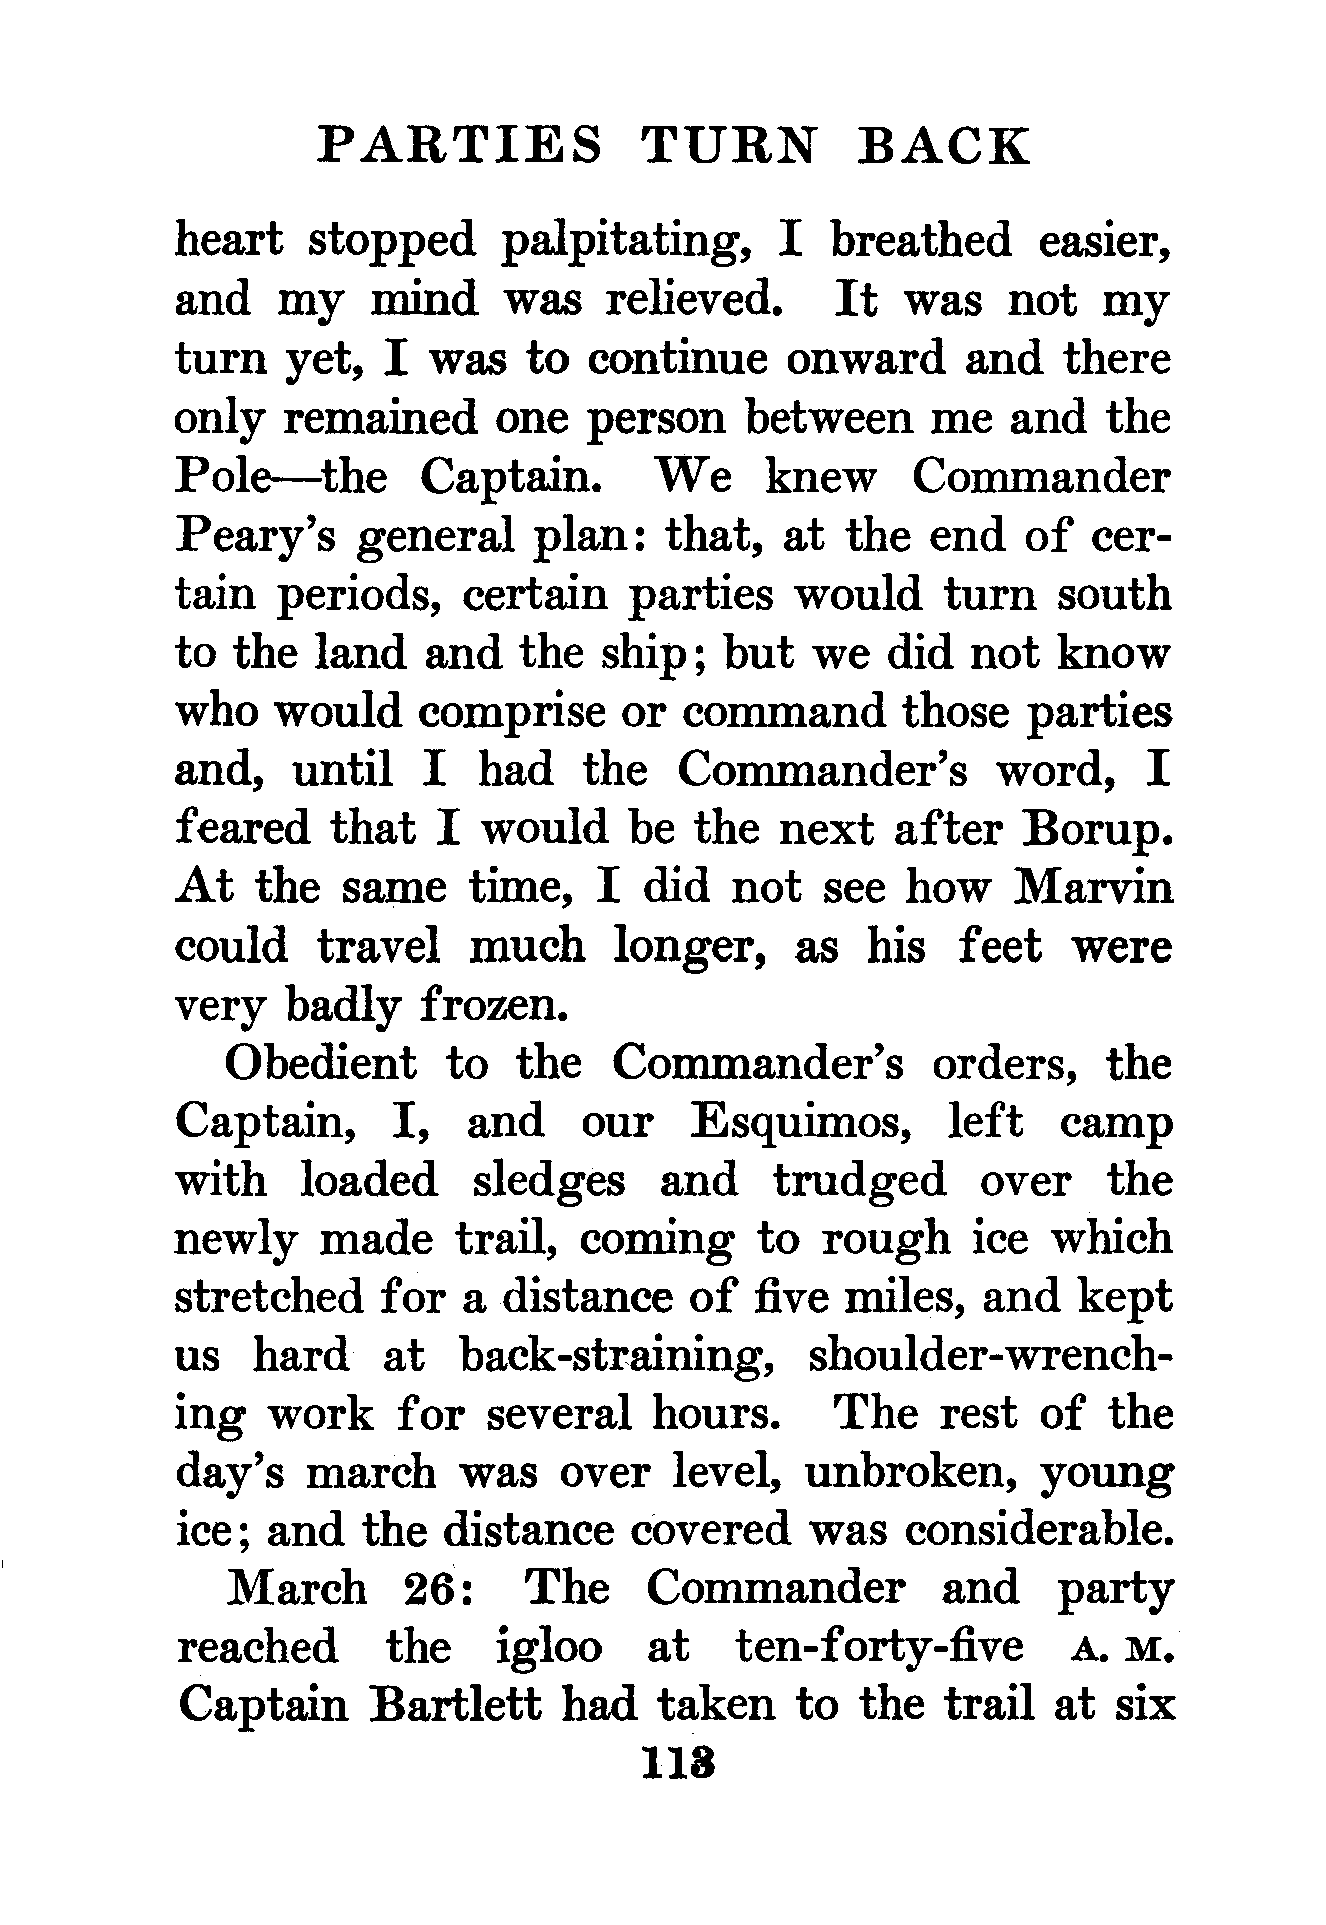 PARTIES TURN BACK
heart stopped palpitating, I breathed easier,
and my mind was relieved. It was not my
turn yet, I was to continue onward and there
only remained one person between me and the
Pole—the Captain. We knew Commander
Peary's general plan: that, at the end of cer-
tain periods, certain parties would turn south
to the land and the ship; but we did not know
who would comprise or command those parties
and, until I had the Commander's word, I
feared that I would be the next after Borup.
At the same time, I did not see how Marvin
could travel much longer, as his feet were
very badly frozen.
Obedient to the Commander's orders, the
Captain, I, and our Esquimos, left camp
with loaded sledges and trudged over the
newly made trail, coming to rough ice which
stretched for a distance of five miles, and kept
us hard at back-straining, shoulder-wrench-
ing work for several hours. The rest of the
day's march was over level, unbroken, young
ice; and the distance covered was considerable.
March 26: The Commander and party
reached the igloo at ten-forty-five A. M.
Captain Bartlett had taken to the trail at six
113